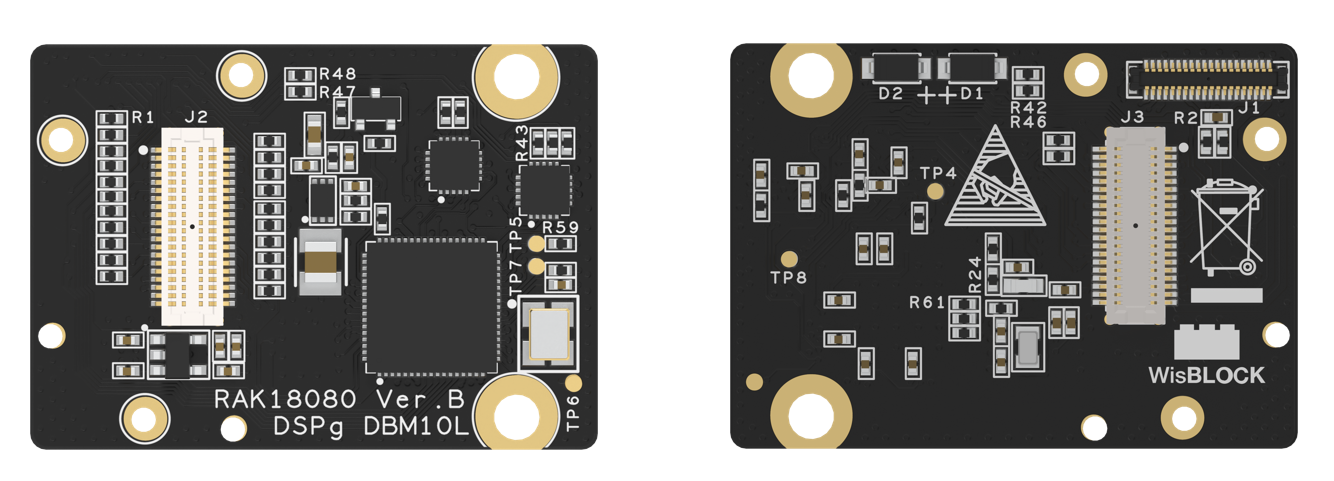 R48
R47
R1
J2
R43
R59
TP5
TP7
RAK18080 Ver.B
DSPg DBM10L
TP6
D2
++
D1
R42
R46
J1
J3
R2
TP4
TP8
R24
R61
WisBLOCK